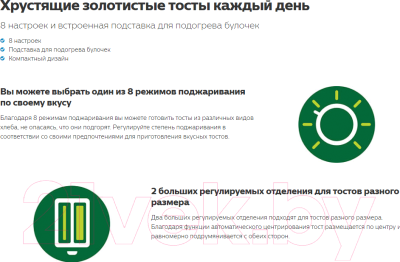 Хрустящие золотистые тосты каждый день
8 настроек и встроенная подставка для подогрева булочек
8 настроек
Подставка для подогрева булочек
Компактный дизайн
Вы можете выбрать один из 8 режимов поджаривания
по своему вкусу
Благодаря 8 режимам поджаривания вы можете готовить тосты из различных видов
хлеба, не опасаясь, что они подгорят. Регулируйте степень поджаривания в
соответствии со своими предпочтениями для приготовления вкусных тостов.
2 больших регулируемых отделения для тостов разного
размера
Два больших регулируемых отделения подходят для тостов разного размера.
Благодаря функции автоматического центрирования тост размещается по центру и
равномерно подрумянивается с обеих сторон.
21vek.by